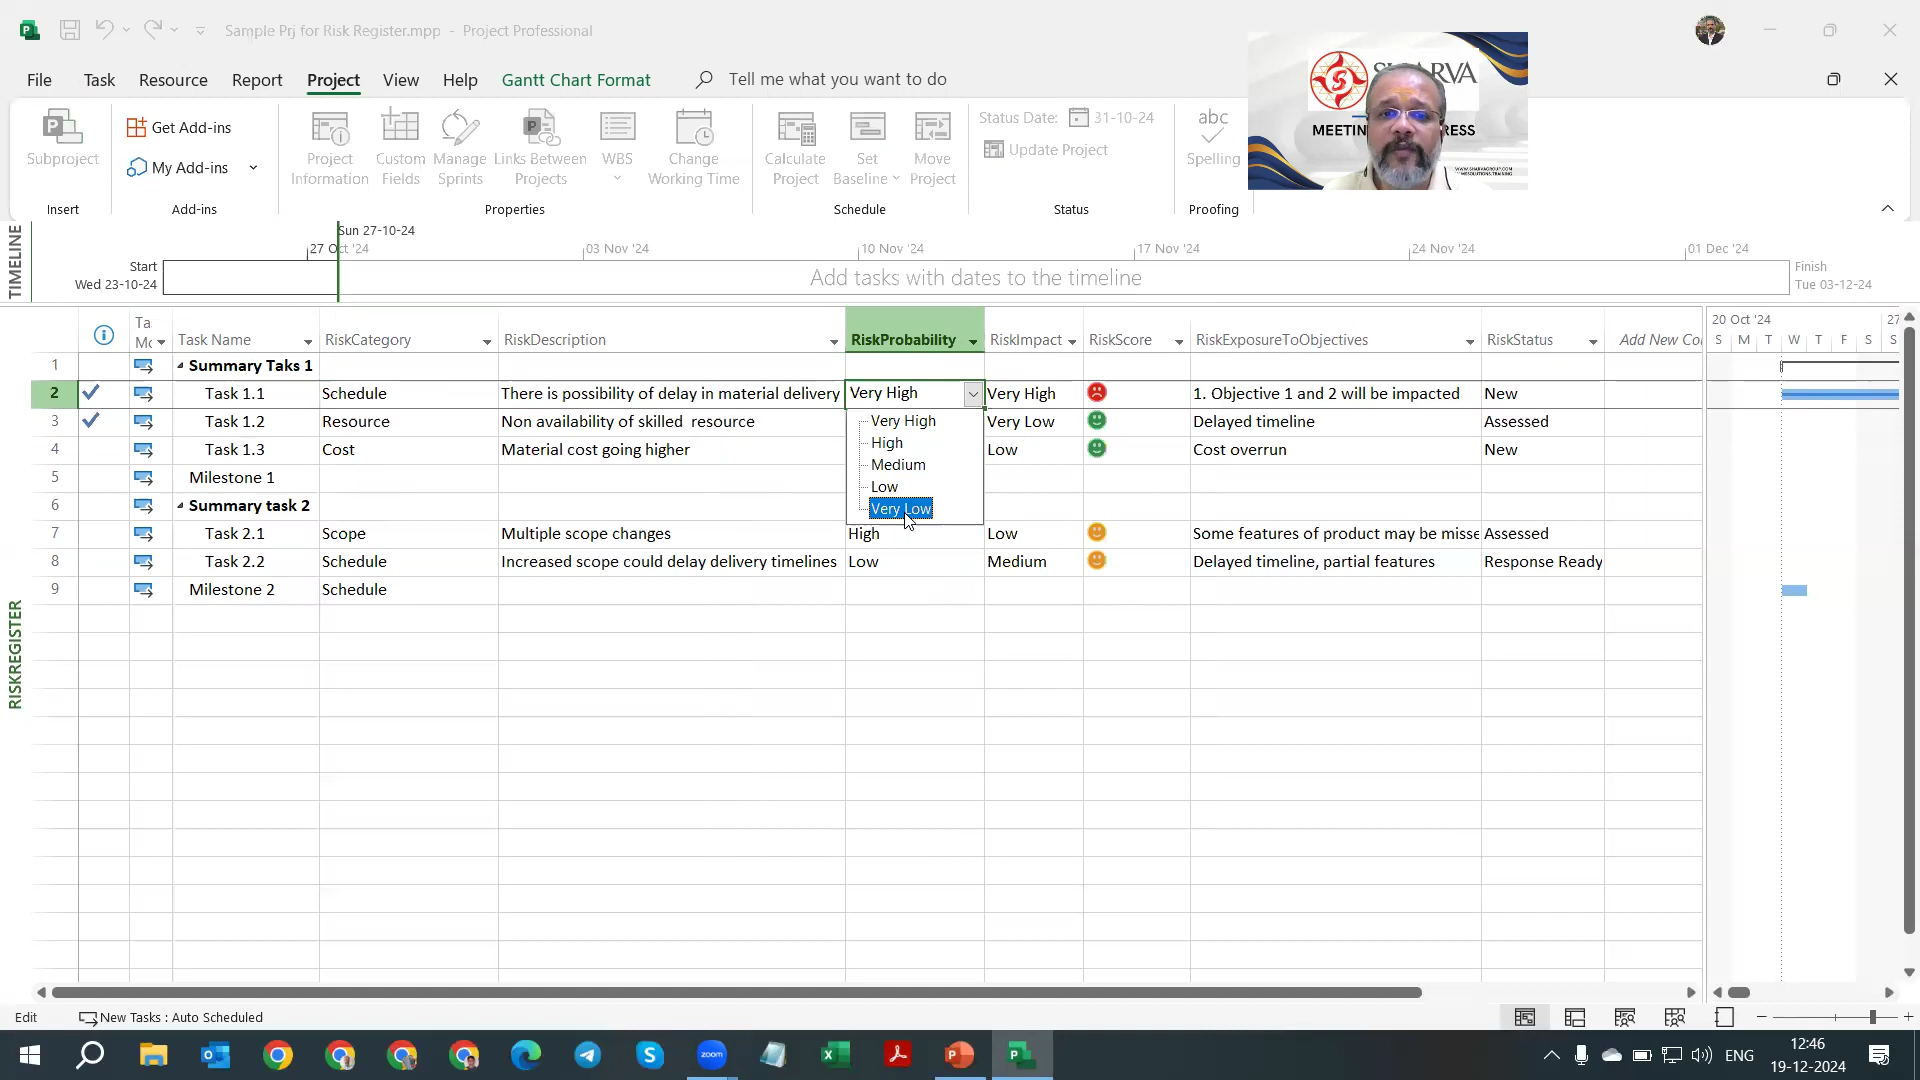 Sample Prj for Risk Register.mpp - Project Professional
File Task Resource Report Project View Help Gantt Chart Format Tell me what you want to do
Subproject
Insert
Get Add-ins
My Add-ins
Add-ins
Project Information
Custom Fields
Manage Sprints
Links Between Projects
WBS
Change Working Time
Properties
Calculate Project
Set Baseline
Move Project
Schedule
Status Date: 31-10-24
Update Project
Status
abc
Spelling
Proofing
TIMELINE
Sun 27-10-24
27 Oct '24 03 Nov '24 10 Nov '24 17 Nov '24 24 Nov '24 01 Dec '24
Start
Wed 23-10-24
Add tasks with dates to the timeline
Finish
Tue 03-12-24
Task Name RiskCategory RiskDescription RiskProbability RiskImpact RiskScore RiskExposureToObjectives RiskStatus Add New Col
20 Oct '24 27
S M T W T F S S
1 Summary Taks 1
2 Task 1.1 Schedule There is possibility of delay in material delivery Very High Very High 1. Objective 1 and 2 will be impacted New
3 Task 1.2 Resource Non availability of skilled resource Very Low Delayed timeline Assessed
4 Task 1.3 Cost Material cost going higher Low Cost overrun New
5 Milestone 1
6 Summary task 2
7 Task 2.1 Scope Multiple scope changes High Low Some features of product may be misse Assessed
8 Task 2.2 Schedule Increased scope could delay delivery timelines Low Medium Delayed timeline, partial features Response Ready
9 Milestone 2 Schedule
Very High
High
Medium
Low
Very Low
RISKREGISTER
Edit New Tasks : Auto Scheduled
zoom
ENG
12:46
19-12-2024